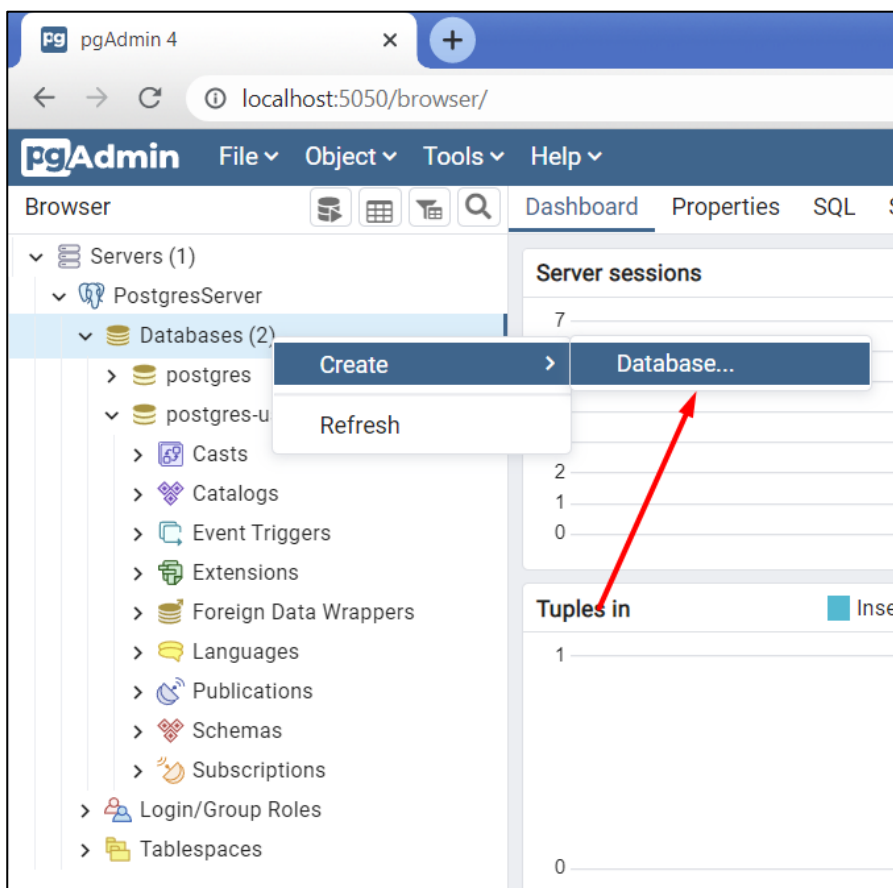 pgAdmin 4
localhost:5050/browser/
pgAdmin File Object Tools Help
Browser
Dashboard Properties SQL
Servers (1)
PostgresServer
Databases (2)
postgres
postgres-u
Casts
Catalogs
Event Triggers
Extensions
Foreign Data Wrappers
Languages
Publications
Schemas
Subscriptions
Login/Group Roles
Tablespaces
Create
Database...
Refresh
Server sessions
7
2
1
0
Tuples in
Inse
1
0